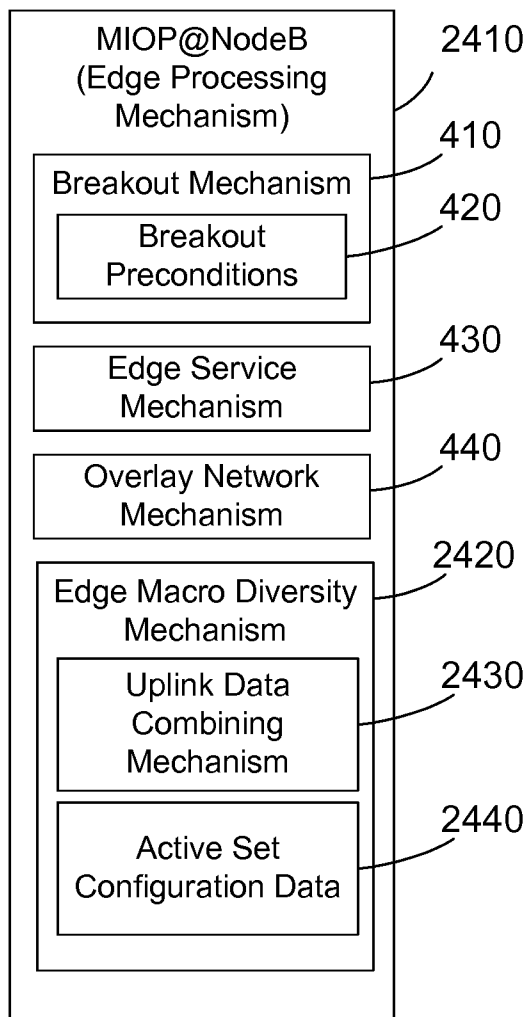 MIOP@NodeB
(Edge Processing
Mechanism)
2410
410
Breakout Mechanism
420
Breakout
Preconditions
430
Edge Service
Mechanism
440
Overlay Network
Mechanism
2420
Edge Macro Diversity
Mechanism
2430
Uplink Data
Combining
Mechanism
2440
Active Set
Configuration Data